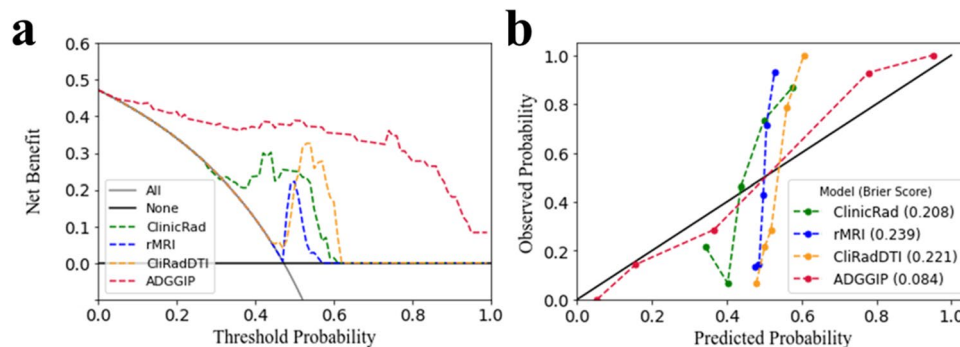 a
0.6
0.5
0.4
0.3
0.2
0.1
0.0
Net Benefit
All
None
ClinicRad
rMRI
CliRadDTI
ADGGIP
0.0 0.2 0.4 0.6 0.8 1.0
Threshold Probability
b
1.0
0.8
0.6
0.4
0.2
0.0
Observed Probability
Model (Brier Score)
ClinicRad (0.208)
rMRI (0.239)
CliRadDTI (0.221)
ADGGIP (0.084)
0.0 0.2 0.4 0.6 0.8 1.0
Predicted Probability